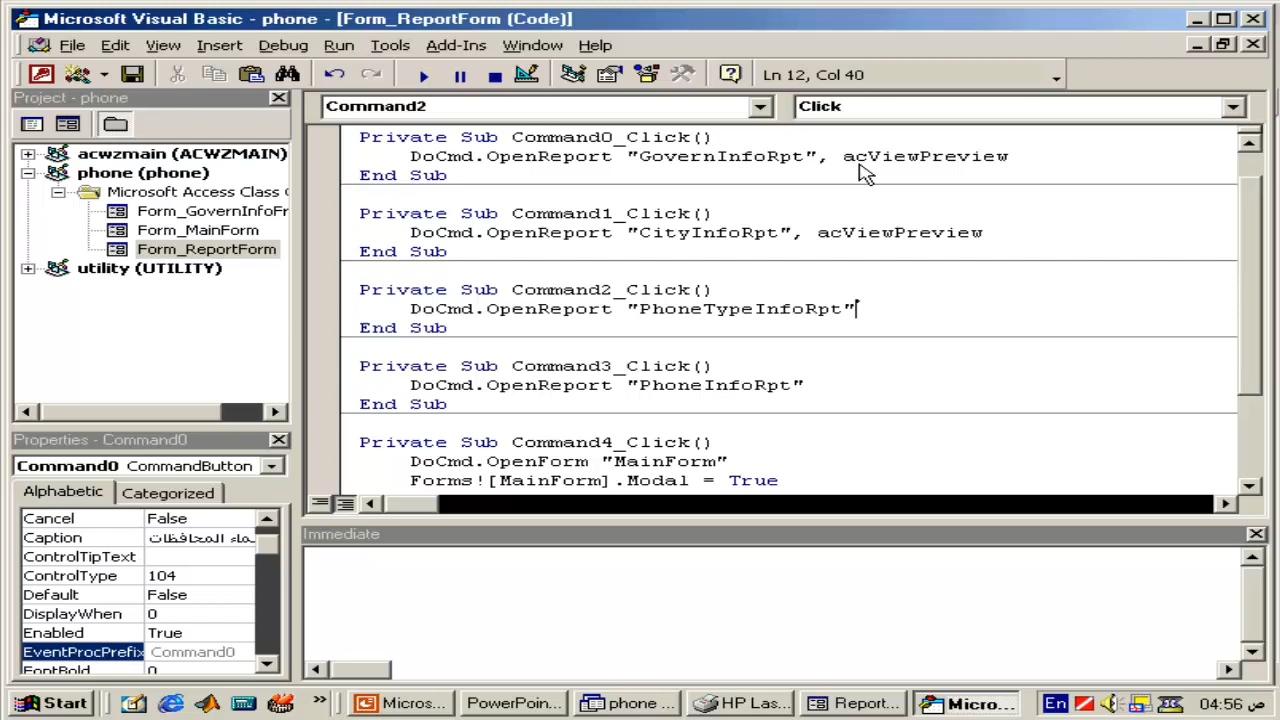 Microsoft Visual Basic - phone - [Form_ReportForm (Code)]
File Edit View Insert Debug Run Tools Add-Ins Window Help
Ln 12, Col 40
Project - phone
acwzmain (ACWZMAIN)
phone (phone)
Microsoft Access Class
Form_GovernInfoFr
Form_MainForm
Form_ReportForm
utility (UTILITY)
Properties - Command0
Command0 CommandButton
Alphabetic Categorized
Cancel False
Caption ماء المحافظات
ControlTipText
ControlType 104
Default False
DisplayWhen 0
Enabled True
EventProcPrefix Command0
FontBold 0
Command2 Click
Private Sub Command0_Click()
DoCmd.OpenReport "GovernInfoRpt", acViewPreview
End Sub
Private Sub Command1_Click()
DoCmd.OpenReport "CityInfoRpt", acViewPreview
End Sub
Private Sub Command2_Click()
DoCmd.OpenReport "PhoneTypeInfoRpt"
End Sub
Private Sub Command3_Click()
DoCmd.OpenReport "PhoneInfoRpt"
End Sub
Private Sub Command4_Click()
DoCmd.OpenForm "MainForm"
Forms![MainForm].Modal = True
Immediate
Start » Micros... PowerPoin... phone ... HP Las... Report... Micro... En 04:56 ص